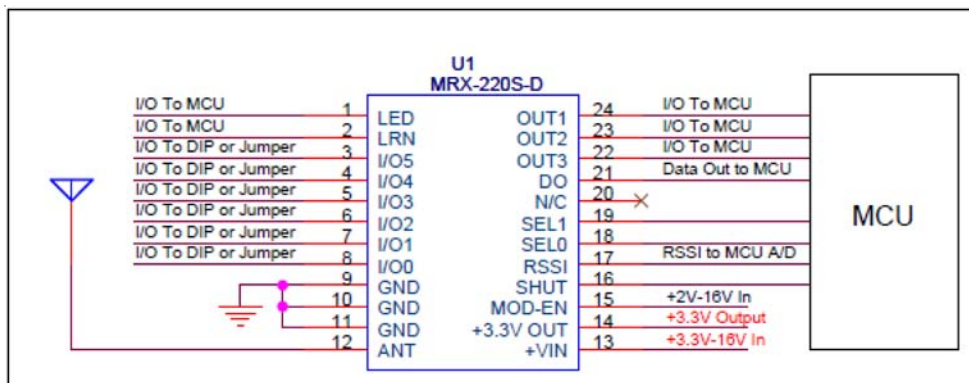 U1
MRX-220S-D
I/O To MCU 1 LED OUT1 24 I/O To MCU
I/O To MCU 2 LRN OUT2 23 I/O To MCU
I/O To DIP or Jumper 3 I/O5 OUT3 22 I/O To MCU
I/O To DIP or Jumper 4 I/O4 DO 21 Data Out to MCU
I/O To DIP or Jumper 5 I/O3 N/C 20
I/O To DIP or Jumper 6 I/O2 SEL1 19
I/O To DIP or Jumper 7 I/O1 SEL0 18
I/O To DIP or Jumper 8 I/O0 RSSI 17 RSSI to MCU A/D
9 GND SHUT 16
10 GND MOD-EN 15 +2V-16V In
11 GND +3.3V OUT 14 +3.3V Output
12 ANT +VIN 13 +3.3V-16V In
MCU